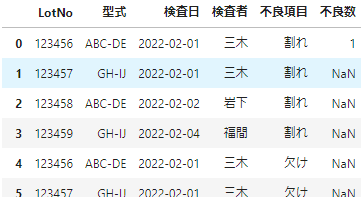 LotNo 型式 検査日 検査者 不良項目 不良数
0 123456 ABC-DE 2022-02-01 三木 割れ 1
1 123457 GH-IJ 2022-02-01 三木 割れ NaN
2 123458 ABC-DE 2022-02-02 岩下 割れ NaN
3 123459 GH-IJ 2022-02-04 福間 割れ NaN
4 123456 ABC-DE 2022-02-01 三木 欠け NaN
5 123457 GH-IJ 2022-02-01 三木 欠け NaN